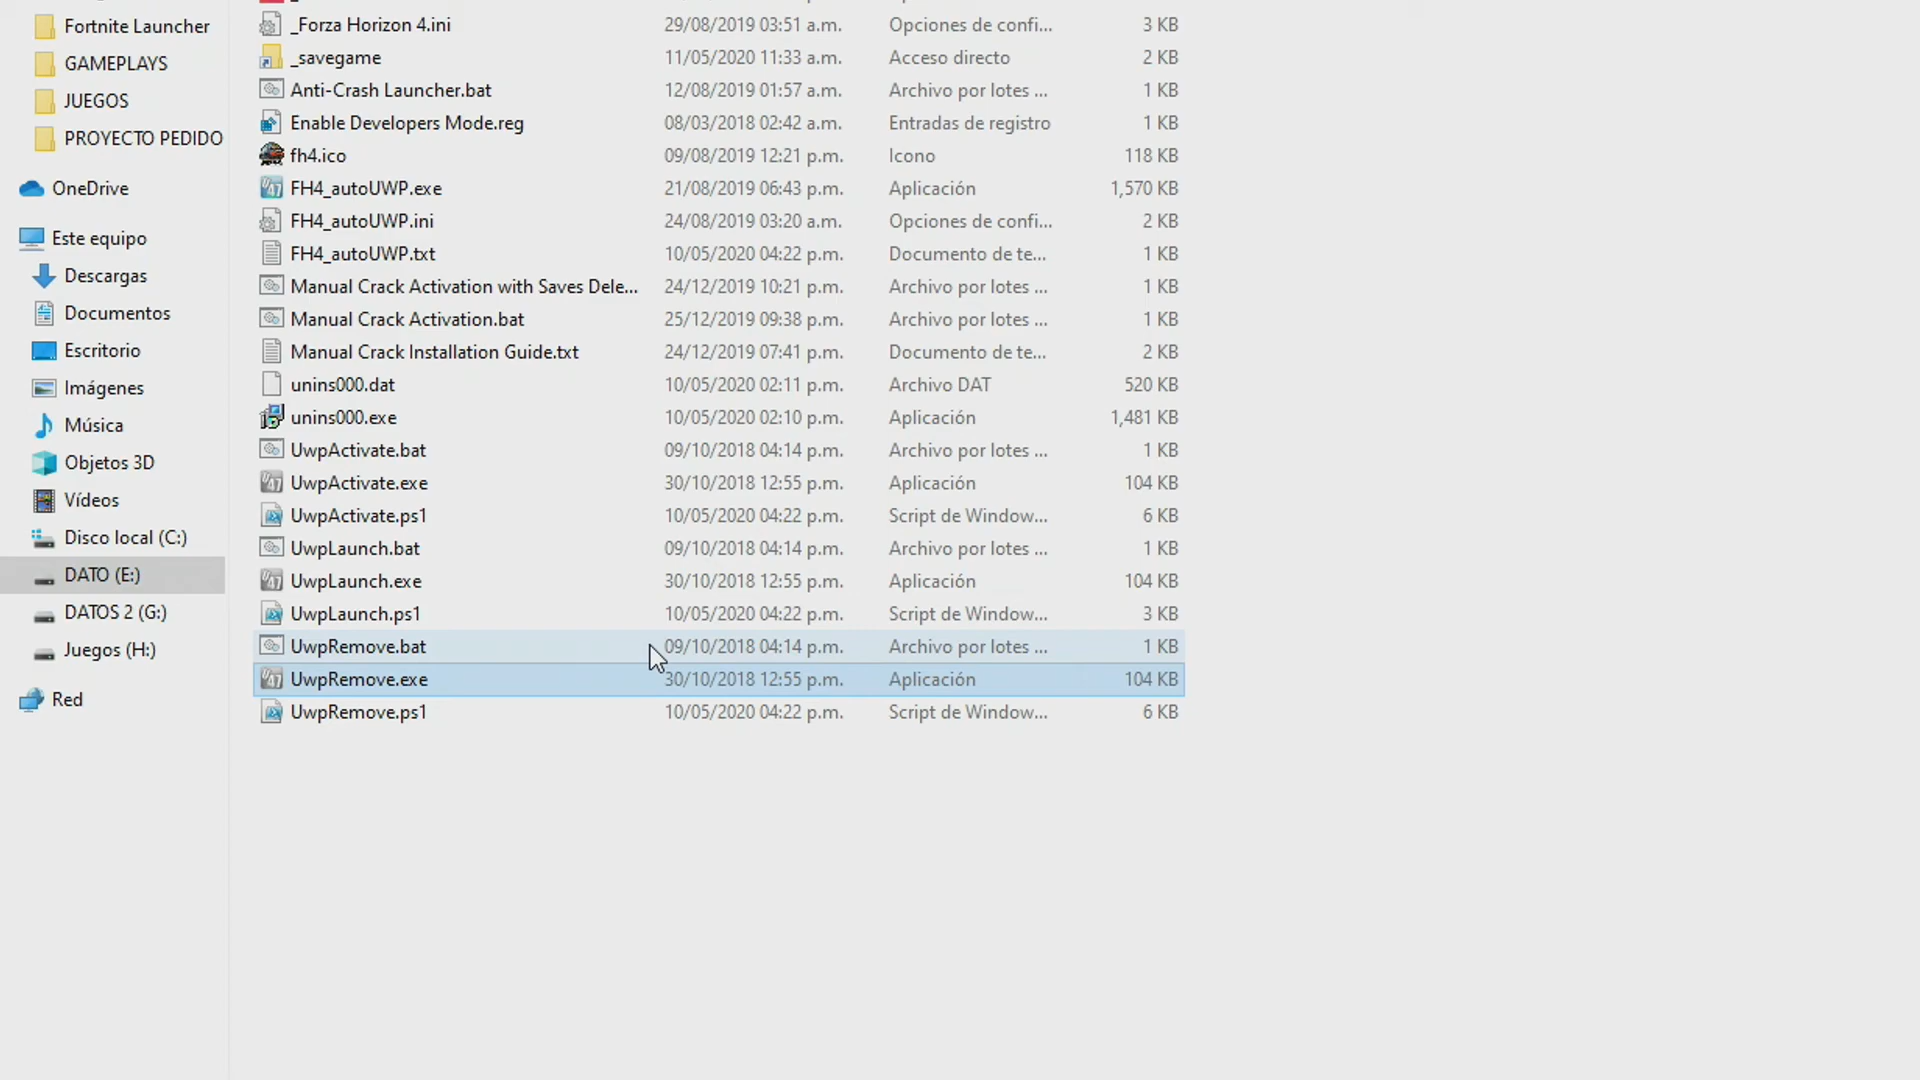 Fortnite Launcher
GAMEPLAYS
JUEGOS
PROYECTO PEDIDO
OneDrive
Este equipo
Descargas
Documentos
Escritorio
Imágenes
Música
Objetos 3D
Vídeos
Disco local (C:)
DATO (E:)
DATOS 2 (G:)
Juegos (H:)
Red
_Forza Horizon 4.ini 29/08/2019 03:51 a.m. Opciones de confi... 3 KB
_savegame 11/05/2020 11:33 a.m. Acceso directo 2 KB
Anti-Crash Launcher.bat 12/08/2019 01:57 a.m. Archivo por lotes ... 1 KB
Enable Developers Mode.reg 08/03/2018 02:42 a.m. Entradas de registro 1 KB
fh4.ico 09/08/2019 12:21 p.m. Icono 118 KB
FH4_autoUWP.exe 21/08/2019 06:43 p.m. Aplicación 1,570 KB
FH4_autoUWP.ini 24/08/2019 03:20 a.m. Opciones de confi... 2 KB
FH4_autoUWP.txt 10/05/2020 04:22 p.m. Documento de te... 1 KB
Manual Crack Activation with Saves Dele... 24/12/2019 10:21 p.m. Archivo por lotes ... 1 KB
Manual Crack Activation.bat 25/12/2019 09:38 p.m. Archivo por lotes ... 1 KB
Manual Crack Installation Guide.txt 24/12/2019 07:41 p.m. Documento de te... 2 KB
unins000.dat 10/05/2020 02:11 p.m. Archivo DAT 520 KB
unins000.exe 10/05/2020 02:10 p.m. Aplicación 1,481 KB
UwpActivate.bat 09/10/2018 04:14 p.m. Archivo por lotes ... 1 KB
UwpActivate.exe 30/10/2018 12:55 p.m. Aplicación 104 KB
UwpActivate.ps1 10/05/2020 04:22 p.m. Script de Window... 6 KB
UwpLaunch.bat 09/10/2018 04:14 p.m. Archivo por lotes ... 1 KB
UwpLaunch.exe 30/10/2018 12:55 p.m. Aplicación 104 KB
UwpLaunch.ps1 10/05/2020 04:22 p.m. Script de Window... 3 KB
UwpRemove.bat 09/10/2018 04:14 p.m. Archivo por lotes ... 1 KB
UwpRemove.exe 30/10/2018 12:55 p.m. Aplicación 104 KB
UwpRemove.ps1 10/05/2020 04:22 p.m. Script de Window... 6 KB